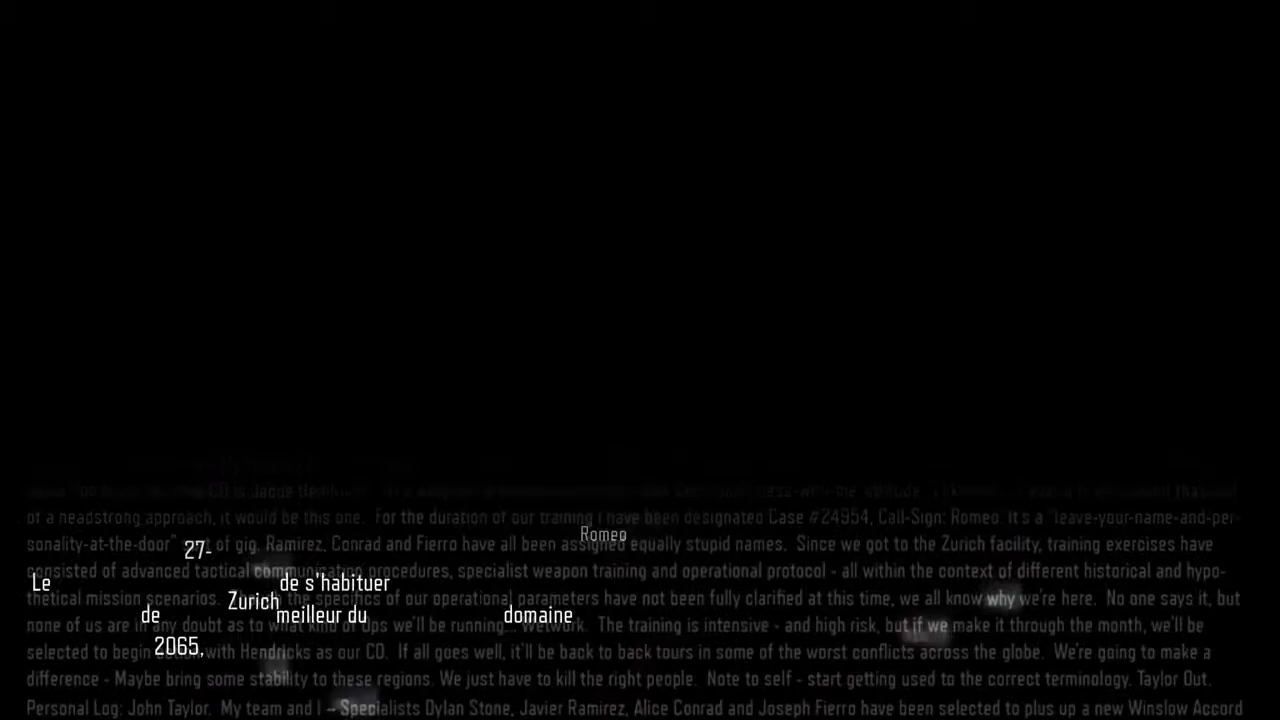 of a headstrong approach, it would be this one. For the duration of our training I have been designated Case #24954, Call-Sign: Romeo. It's a "leave-your-name-and-per-
Romeo
sonality-at-the-door" of gig. Ramirez, Conrad and Fierro have all been assigned equally stupid names. Since we got to the Zurich facility, training exercises have
27-
consisted of advanced tactical communication procedures, specialist weapon training and operational protocol - all within the context of different historical and hypo-
Le de s'habituer
thetical mission scenarios. the specifics of our operational parameters have not been fully clarified at this time, we all know why we're here. No one says it, but
Zurich
de meilleur du domaine
none of us are in any doubt as to what kind of Ops we'll be running... Wetwork. The training is intensive - and high risk, but if we make it through the month, we'll be
2065,
selected to begin with Hendricks as our CO. If all goes well, it'll be back to back tours in some of the worst conflicts across the globe. We're going to make a
difference - Maybe bring some stability to these regions. We just have to kill the right people. Note to self - start getting used to the correct terminology. Taylor Out.
Personal Log: John Taylor. My team and I - Specialists Dylan Stone, Javier Ramirez, Alice Conrad and Joseph Fierro have been selected to plus up a new Winslow Accord